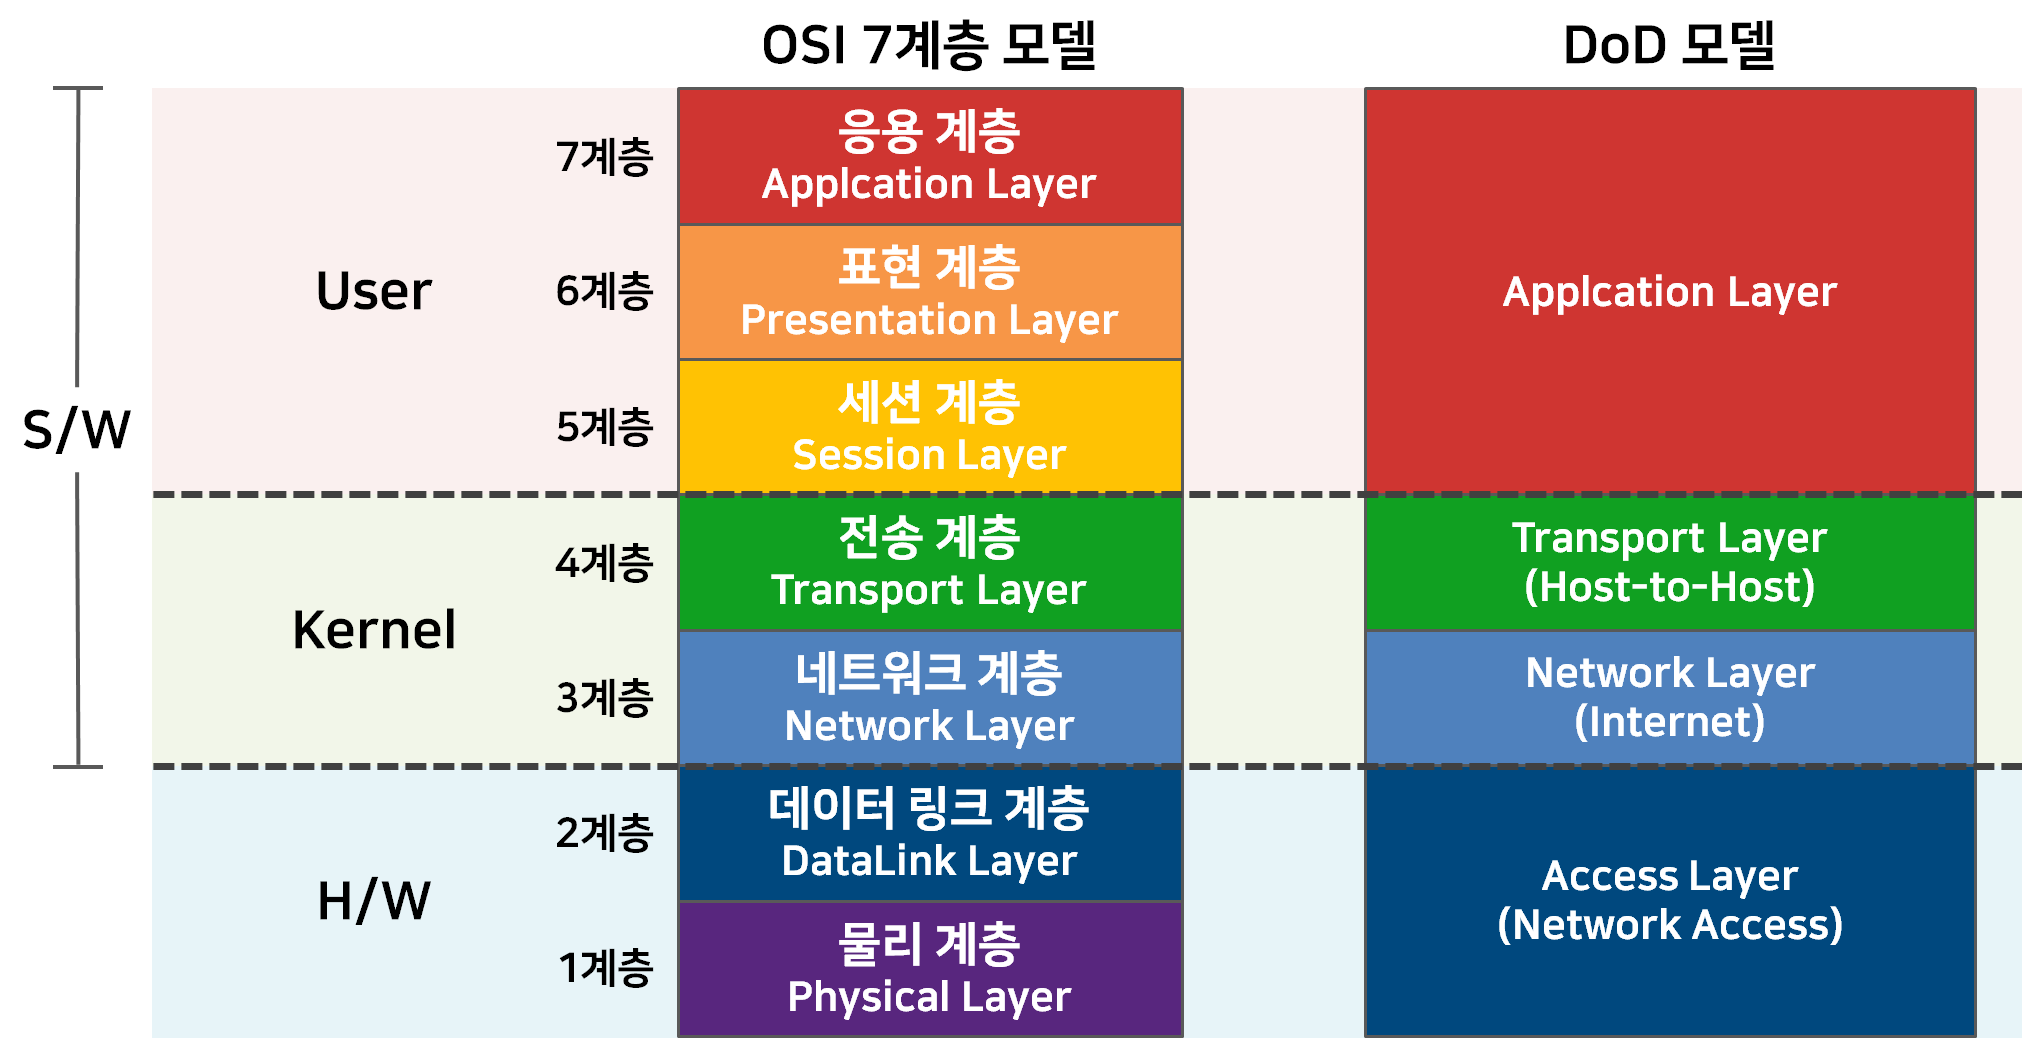 OSI 7계층 모델
DoD 모델
S/W
User
7계층
응용 계층
Applcation Layer
6계층
표현 계층
Presentation Layer
5계층
세션 계층
Session Layer
Applcation Layer
Kernel
4계층
전송 계층
Transport Layer
Transport Layer
(Host-to-Host)
3계층
네트워크 계층
Network Layer
Network Layer
(Internet)
H/W
2계층
데이터 링크 계층
DataLink Layer
1계층
물리 계층
Physical Layer
Access Layer
(Network Access)